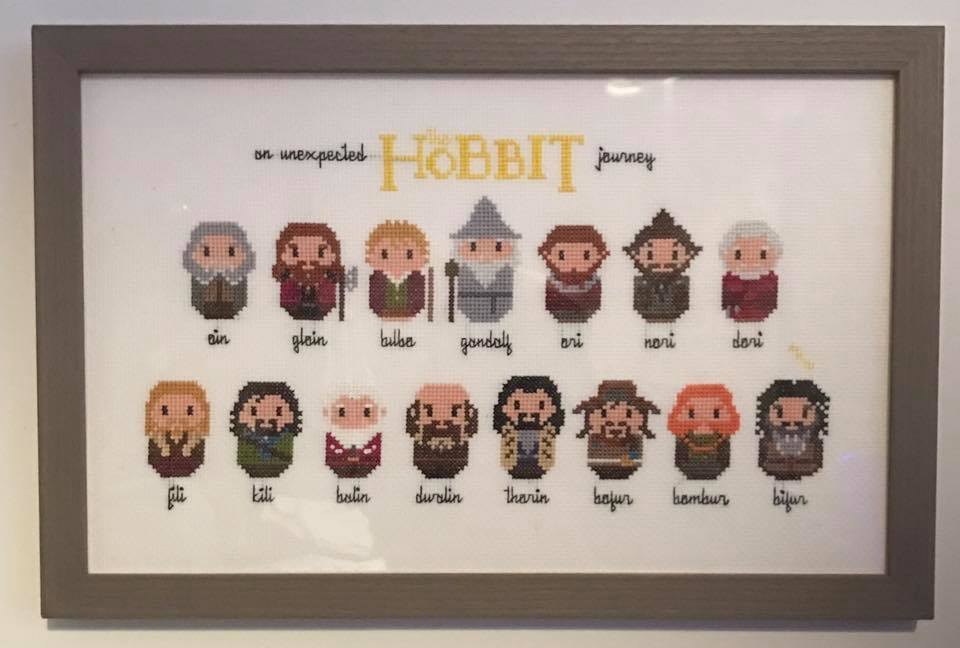 an unexpected the HOBBIT journey
oin gloin bilbo gandalf ori nori dori
fili kili balin dwalin thorin bofur bombur bifur